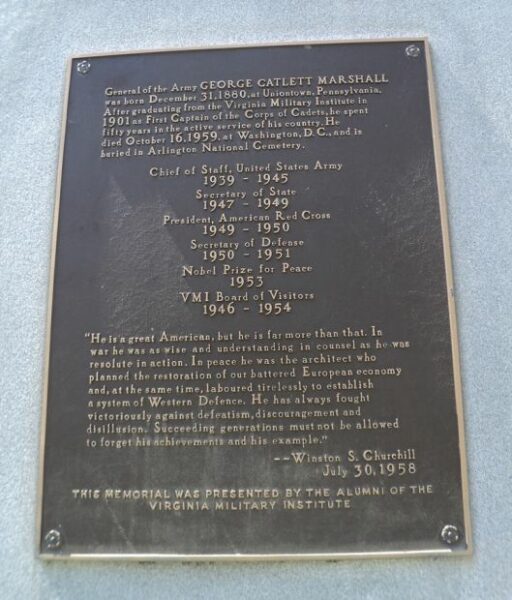 General of the Army GEORGE CATLETT MARSHALL
was born December 31,1880, at Uniontown, Pennsylvania.
After graduating from the Virginia Military Institute in
1901 as First Captain of the Corps of Cadets, he spent
fifty years in the active service of his country. He
died October 16,1959, at Washington, D.C., and is
buried in Arlington National Cemetery.
Chief of Staff, United States Army
1939 - 1945
Secretary of State
1947 - 1949
President, American Red Cross
1949 - 1950
Secretary of Defense
1950 - 1951
Nobel Prize for Peace
1953
VMI Board of Visitors
1946 - 1954
"He is a great American, but he is far more than that. In
war he was as wise and understanding in counsel as he was
resolute in action. In peace he was the architect who
planned the restoration of our battered European economy
and, at the same time, laboured tirelessly to establish
a system of Western Defence. He has always fought
victoriously against defeatism, discouragement and
disillusion. Succeeding generations must not be allowed
to forget his achievements and his example."
--Winston S. Churchill
July 30,1958
THIS MEMORIAL WAS PRESENTED BY THE ALUMNI OF THE
VIRGINIA MILITARY INSTITUTE